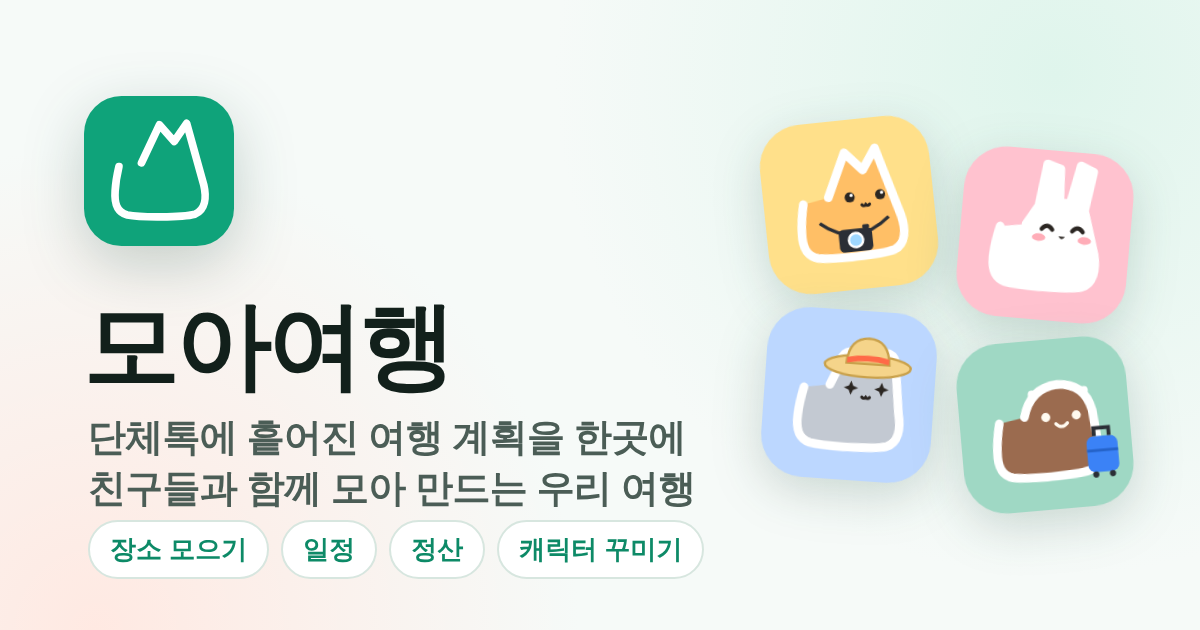 모아여행
단체톡에 흩어진 여행 계획을 한곳에
친구들과 함께 모아 만드는 우리 여행
장소 모으기 일정 정산 캐릭터 꾸미기